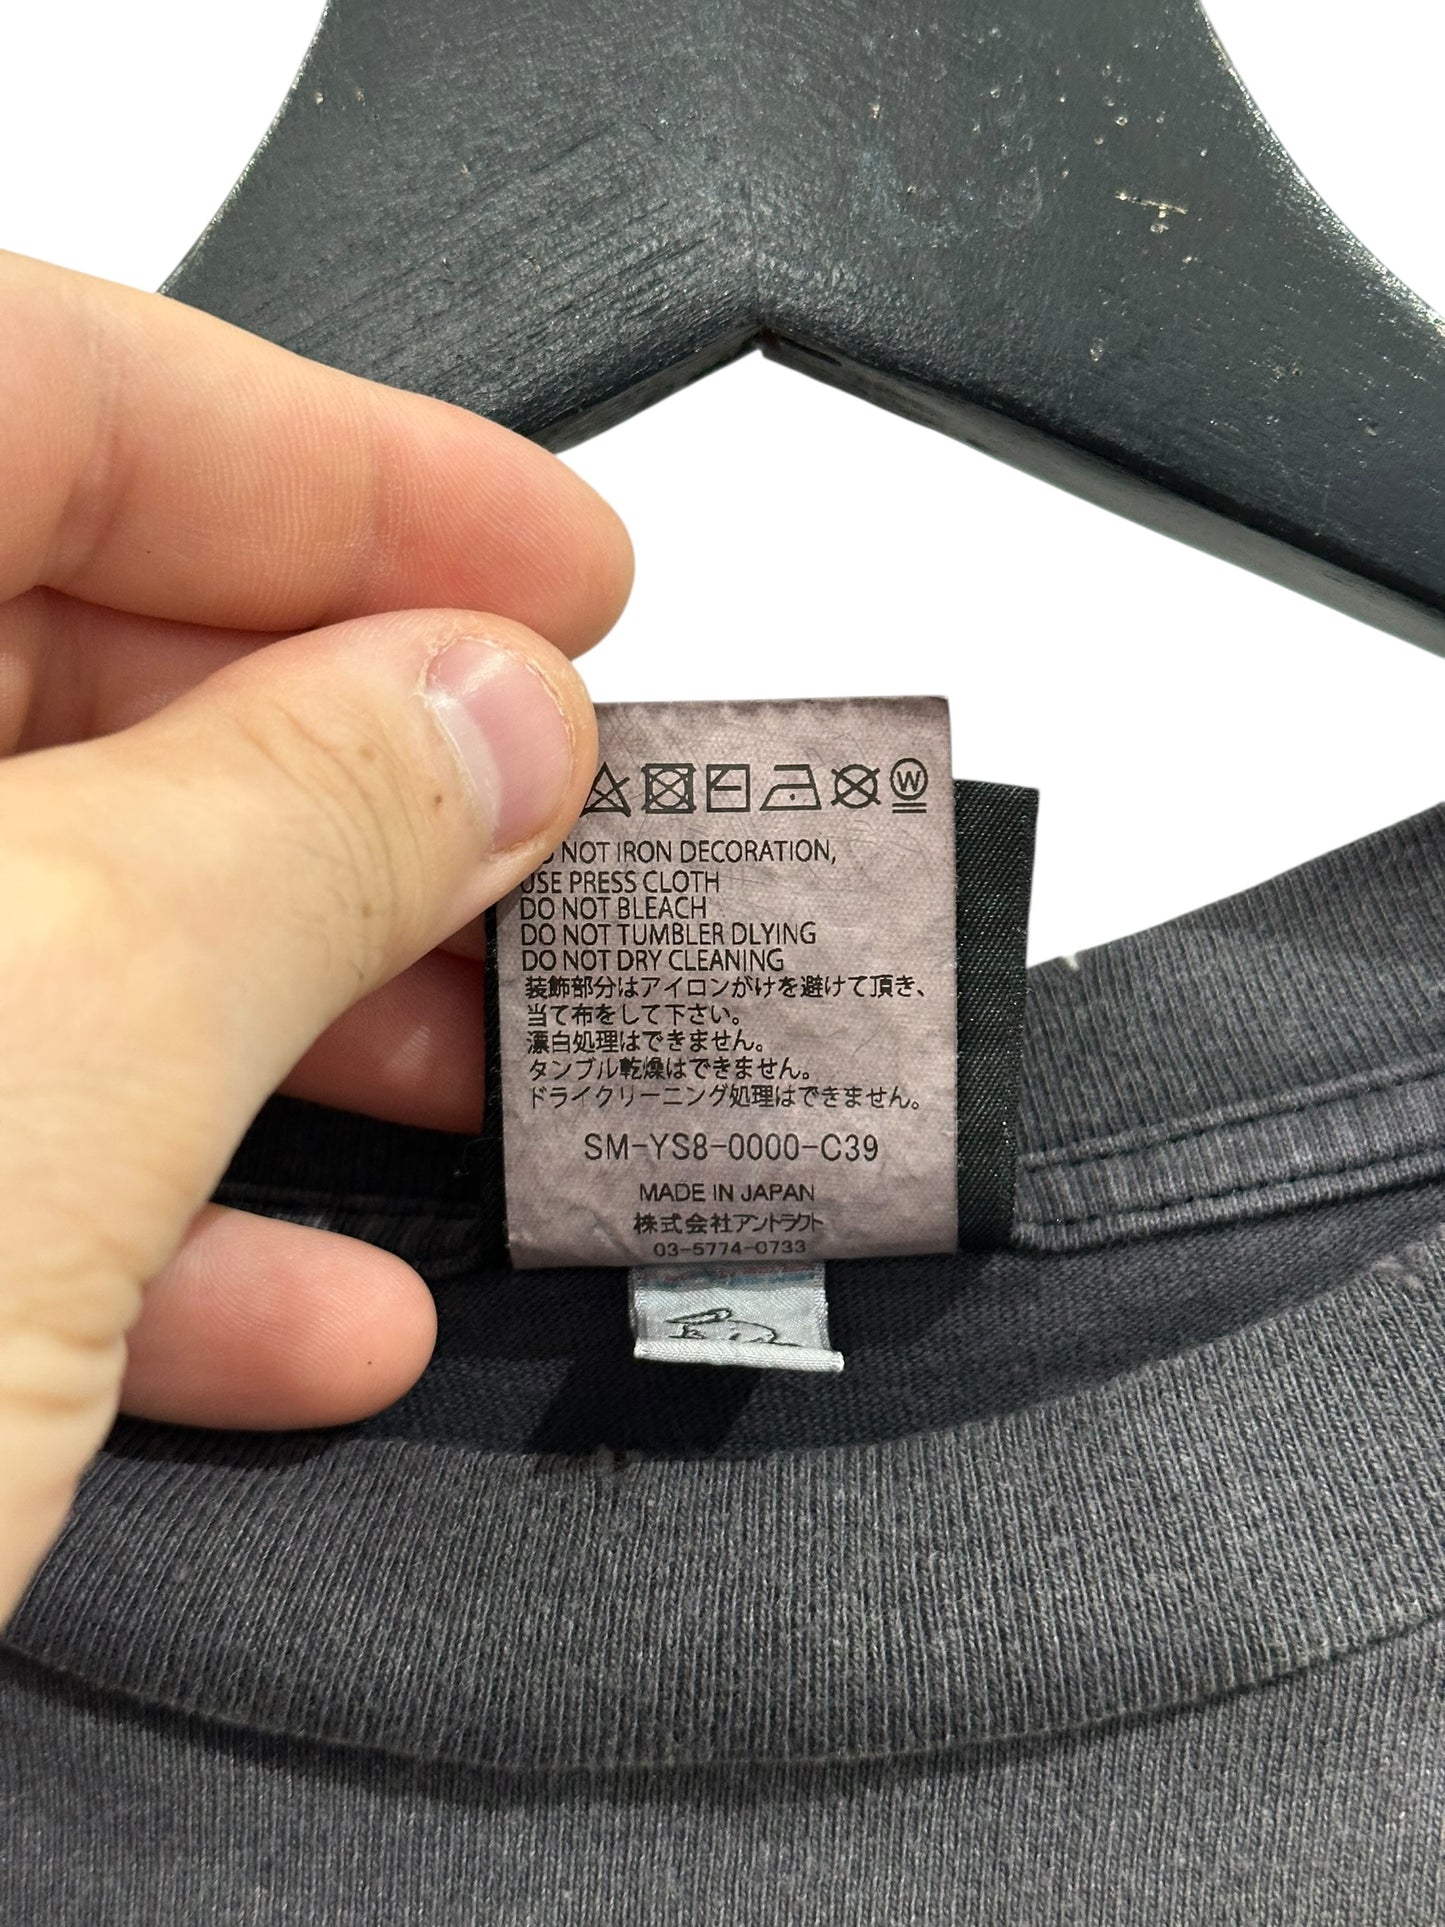 W
DO NOT IRON DECORATION,
USE PRESS CLOTH
DO NOT BLEACH
DO NOT TUMBLER DLYING
DO NOT DRY CLEANING
装飾部分はアイロンがけを避けて頂き、
当て布をして下さい。
漂白処理はできません。
タンブル乾燥はできません。
ドライクリーニング処理はできません。
SM-YS8-0000-C39
MADE IN JAPAN
株式会社アントラクト
03-5774-0733